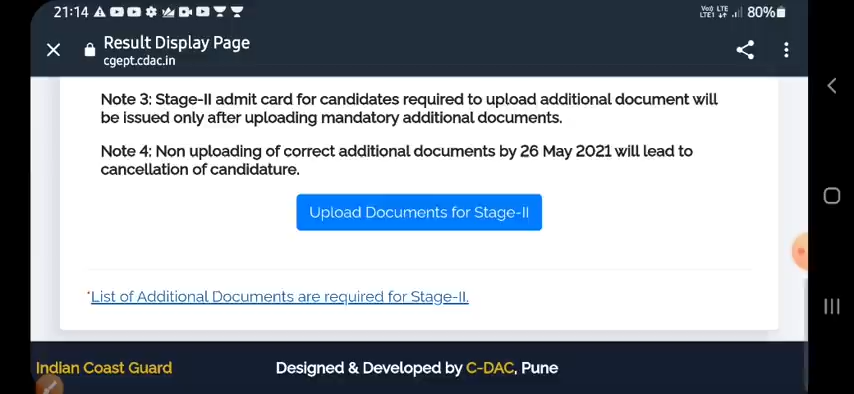 21:14
Vo) LTE
LTE1
80%
Result Display Page
cgept.cdac.in
Note 3: Stage-II admit card for candidates required to upload additional document will
be issued only after uploading mandatory additional documents.
Note 4: Non uploading of correct additional documents by 26 May 2021 will lead to
cancellation of candidature.
Upload Documents for Stage-II
*List of Additional Documents are required for Stage-II.
Indian Coast Guard
Designed & Developed by C-DAC, Pune